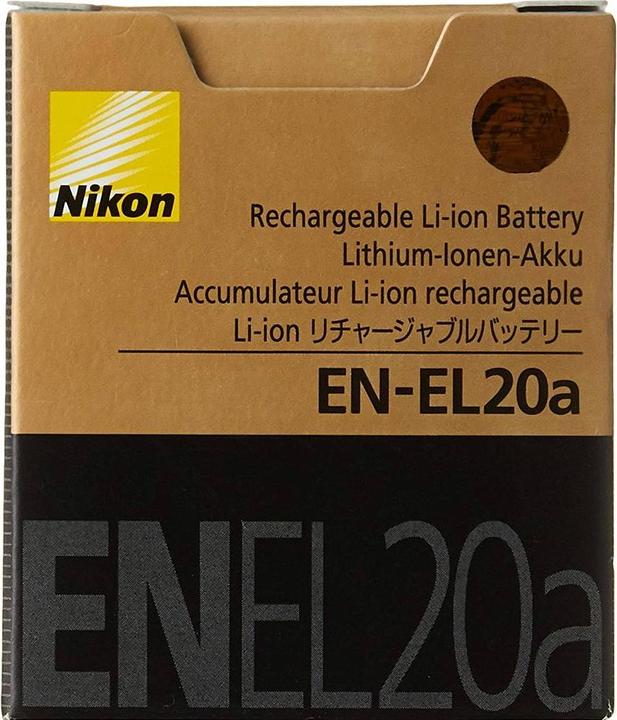 Nikon
Rechargeable Li-ion Battery
Lithium-Ionen-Akku
Accumulateur Li-ion rechargeable
Li-ion リチャージャブルバッテリー
EN-EL20a
ENEL20a